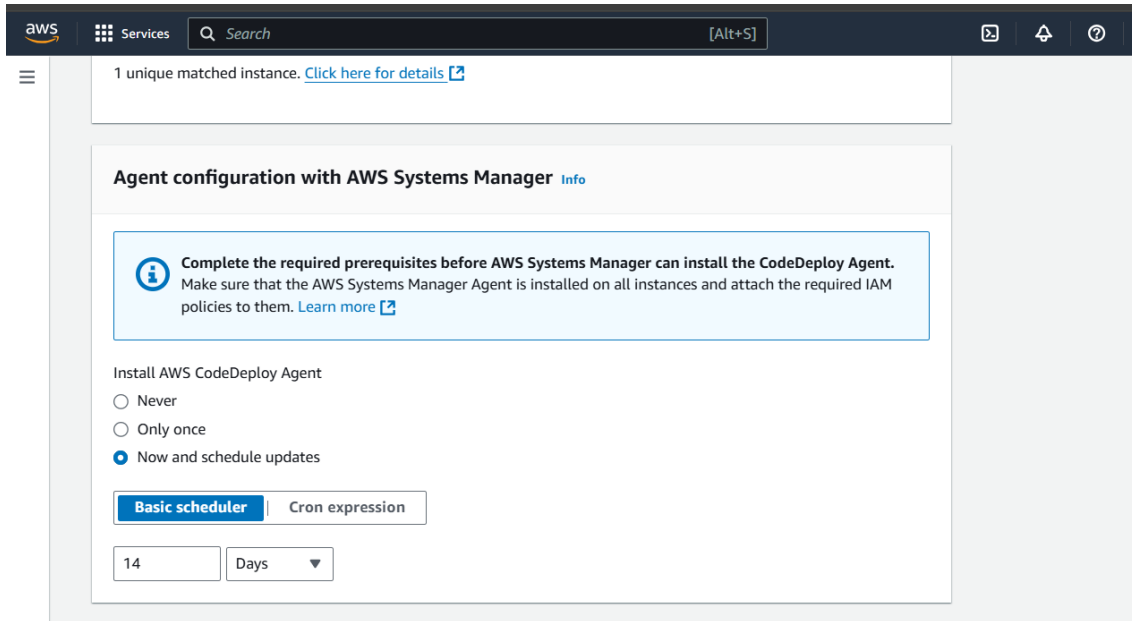 aws
Services
Search
[Alt+S]
1 unique matched instance. Click here for details
Agent configuration with AWS Systems Manager Info
Complete the required prerequisites before AWS Systems Manager can install the CodeDeploy Agent.
Make sure that the AWS Systems Manager Agent is installed on all instances and attach the required IAM
policies to them. Learn more
Install AWS CodeDeploy Agent
Never
Only once
Now and schedule updates
Basic scheduler | Cron expression
14
Days